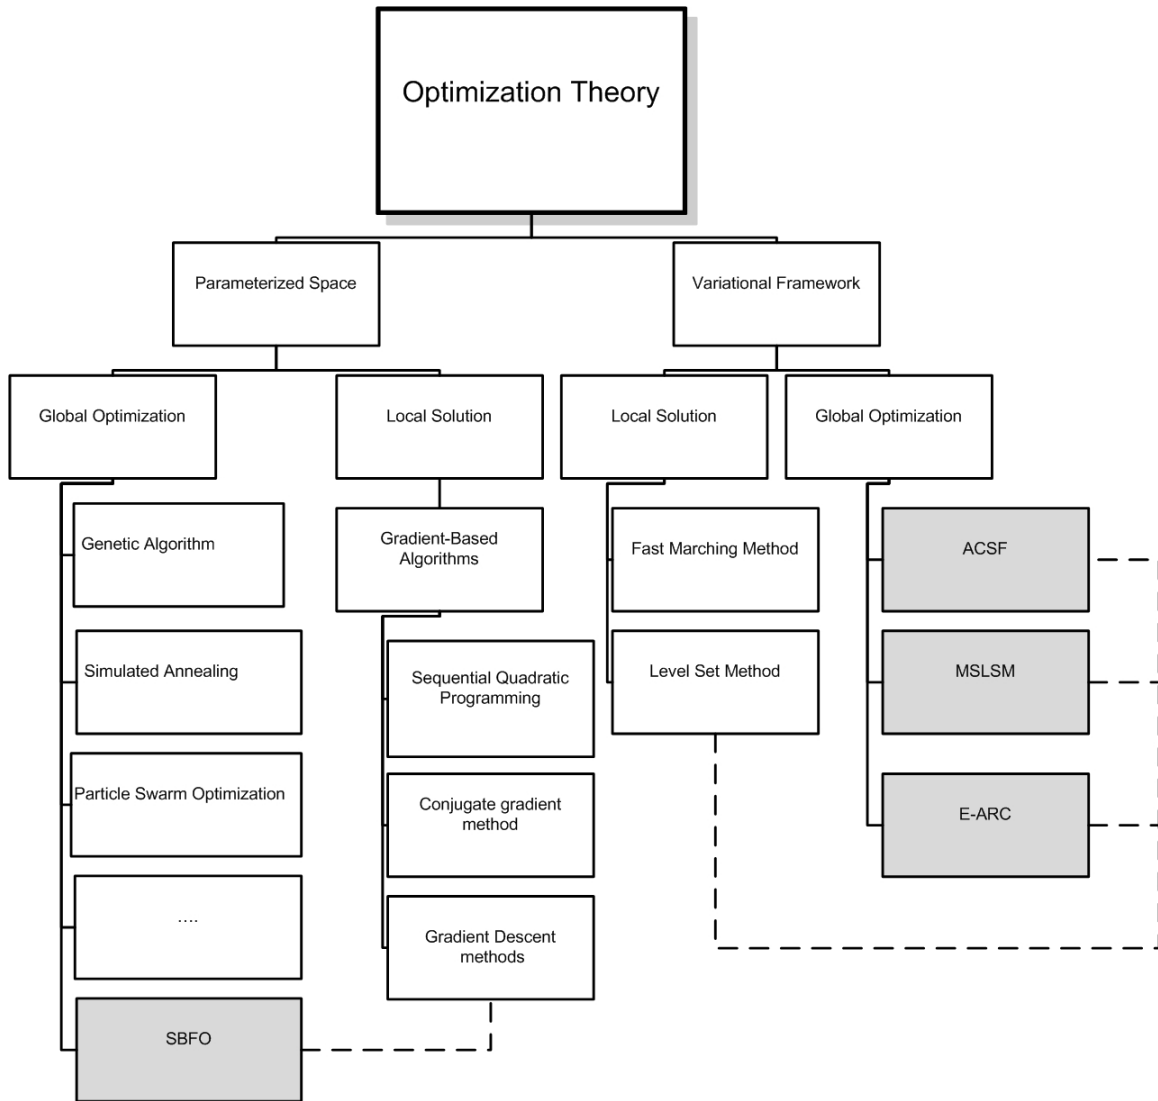 Optimization Theory
Parameterized Space
Variational Framework
Global Optimization
Local Solution
Local Solution
Global Optimization
Genetic Algorithm
Simulated Annealing
Particle Swarm Optimization
....
SBFO
Gradient-Based
Algorithms
Sequential Quadratic
Programming
Conjugate gradient
method
Gradient Descent
methods
Fast Marching Method
Level Set Method
ACSF
MSLSM
E-ARC